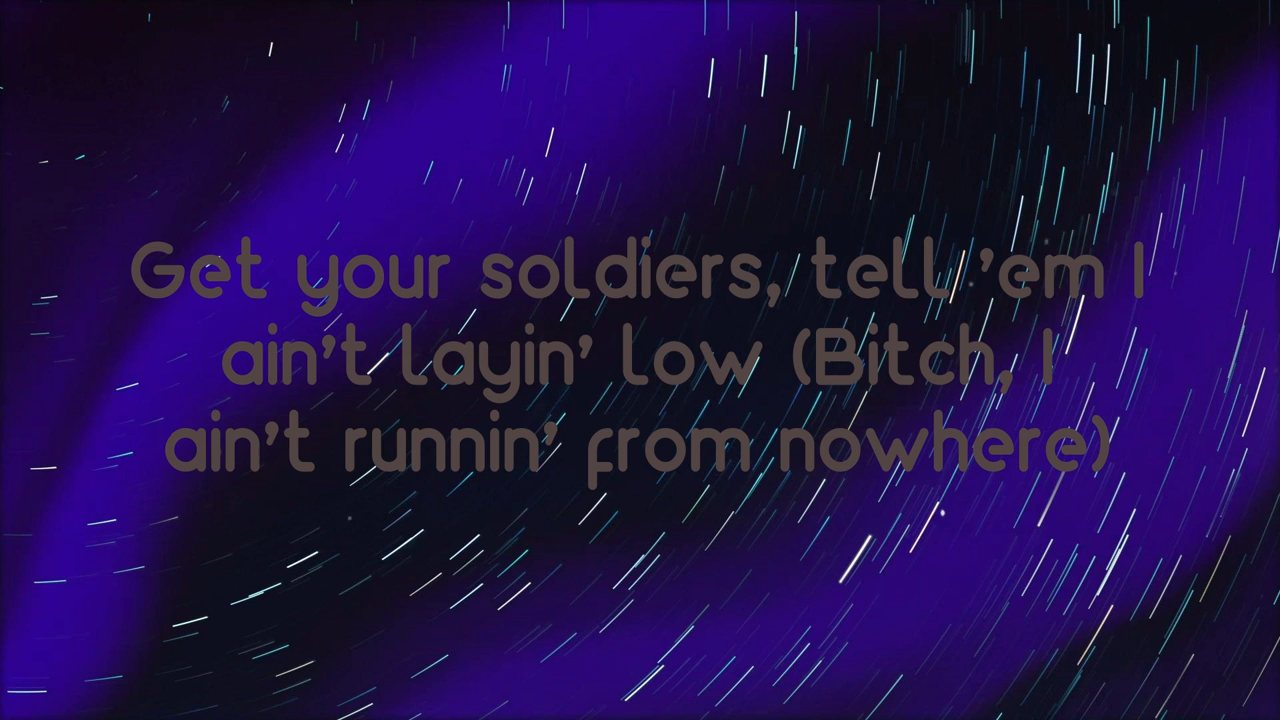 Get your soldiers, tell 'em I
ain't layin' low (Bitch, I
ain't runnin' from nowhere)